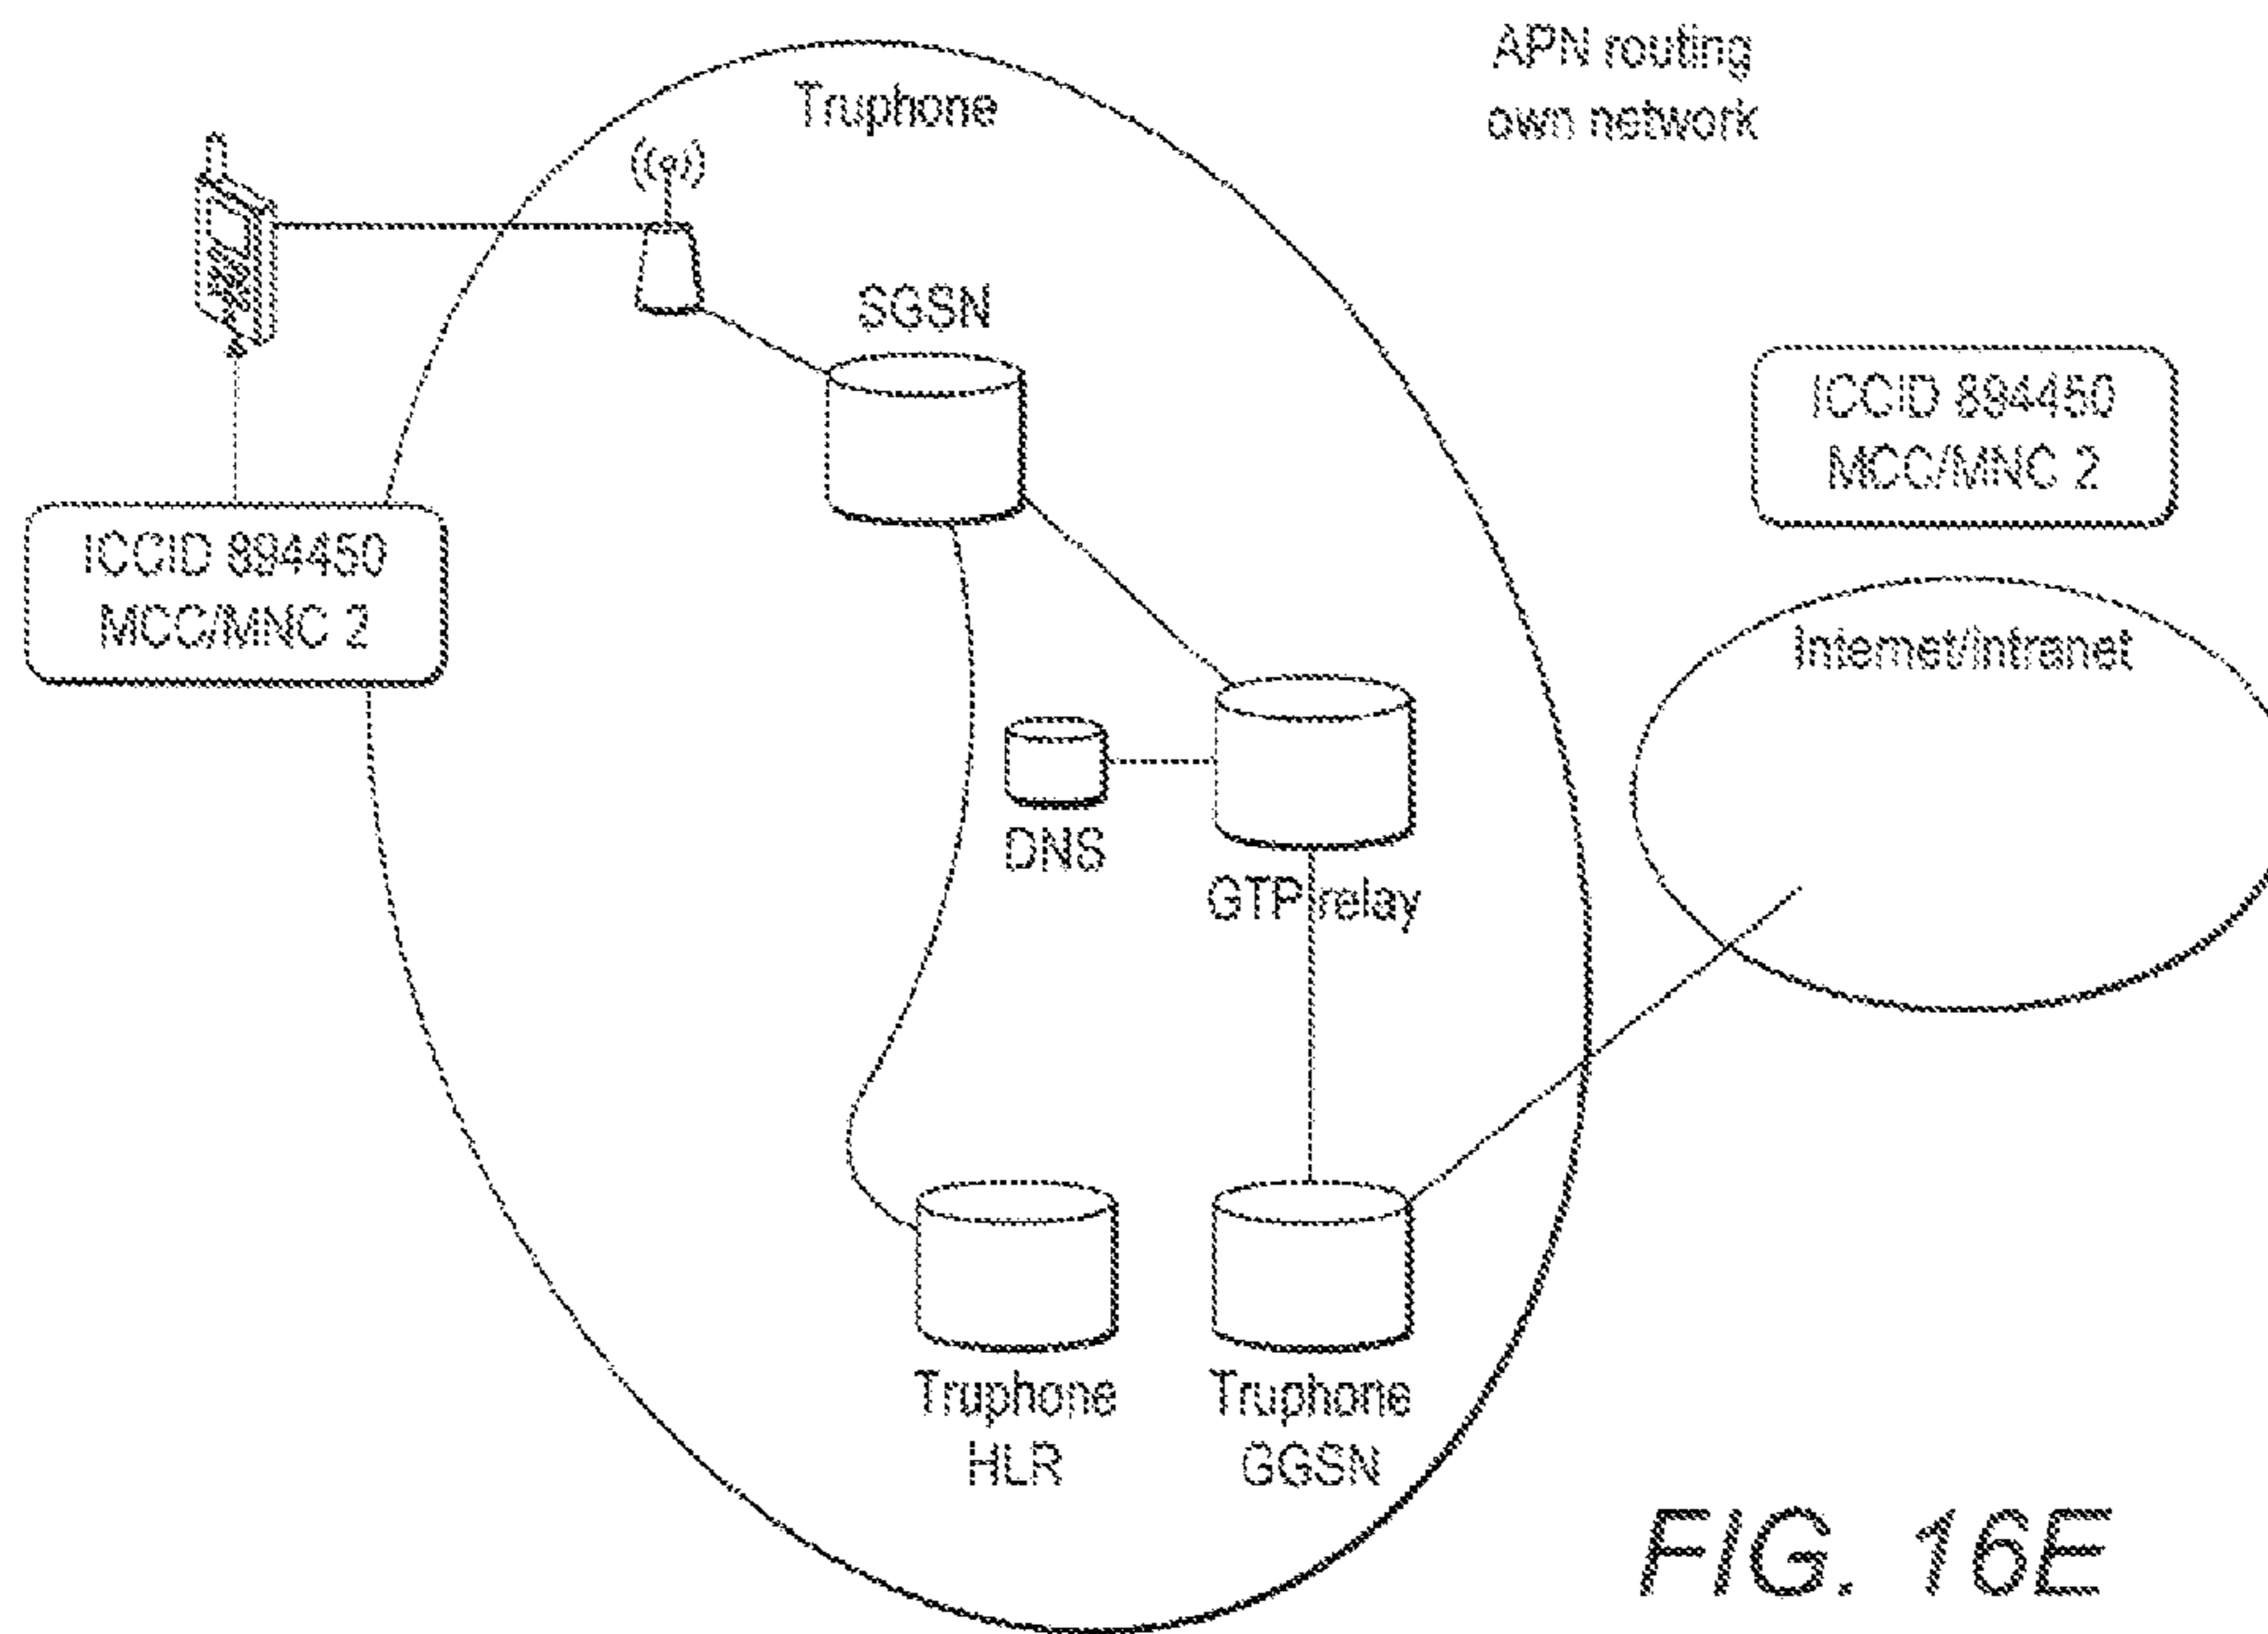 APN routing
own network
Truphone
SGSN
ICCID 894450
MCC/MNC 2
ICCID 894450
MCC/MNC 2
Internet/intranet
DNS
GTP relay
Truphone
HLR
Truphone
GGSN
FIG. 16E